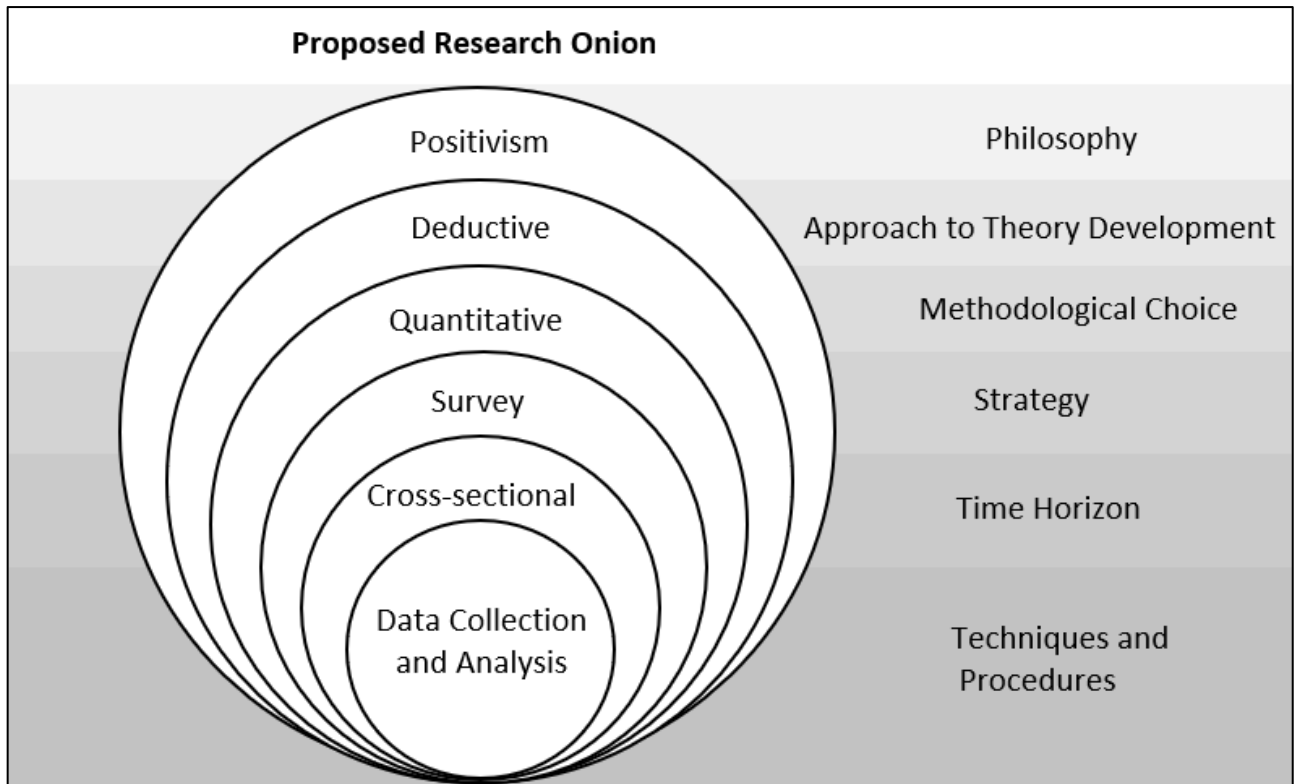 Proposed Research Onion
Positivism
Philosophy
Deductive
Approach to Theory Development
Quantitative
Methodological Choice
Survey
Strategy
Cross-sectional
Time Horizon
Data Collection
and Analysis
Techniques and
Procedures